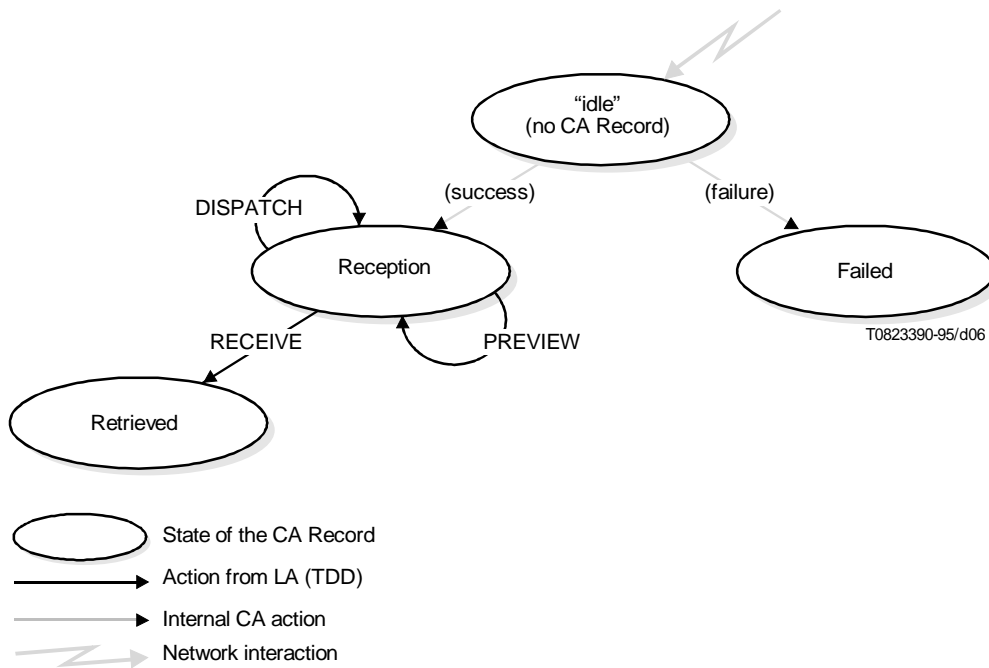 “idle”
(no CA Record)
(success)
(failure)
DISPATCH
Reception
Failed
T0823390-95/d06
RECEIVE
PREVIEW
Retrieved
State of the CA Record
Action from LA (TDD)
Internal CA action
Network interaction